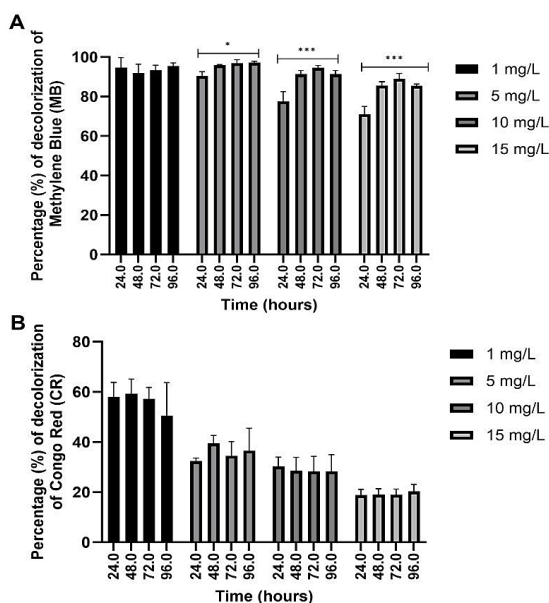 A
Percentage (%) of decolorization of
Methylene Blue (MB)
100
80
60
40
20
0
*
***
***
24.0
48.0
72.0
96.0
24.0
48.0
72.0
96.0
24.0
48.0
72.0
96.0
24.0
48.0
72.0
96.0
Time (hours)
1 mg/L
5 mg/L
10 mg/L
15 mg/L
B
Percentage (%) of decolorization
of Congo Red (CR)
80
60
40
20
0
24.0
48.0
72.0
96.0
24.0
48.0
72.0
96.0
24.0
48.0
72.0
96.0
24.0
48.0
72.0
96.0
Time (hours)
1 mg/L
5 mg/L
10 mg/L
15 mg/L